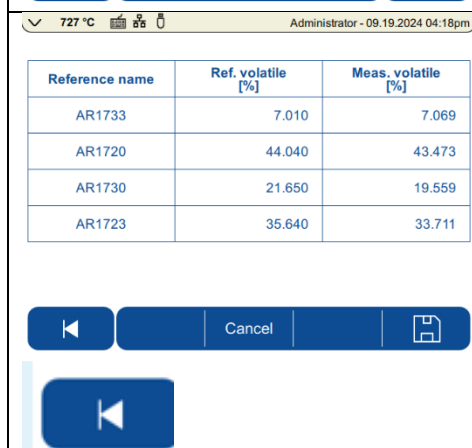 727 °C Administrator - 09.19.2024 04:18pm
Reference name Ref. volatile [%] Meas. volatile [%]
AR1733 7.010 7.069
AR1720 44.040 43.473
AR1730 21.650 19.559
AR1723 35.640 33.711
Cancel